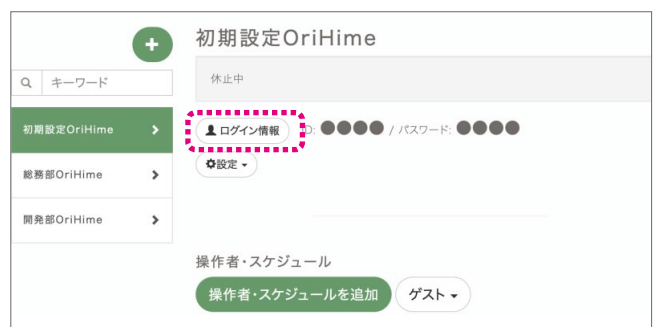 +
キーワード
初期設定OriHime
総務部OriHime
開発部OriHime
初期設定OriHime
休止中
ログイン情報 ID: ●●●● / パスワード: ●●●●
設定
操作者・スケジュール
操作者・スケジュールを追加 ゲスト